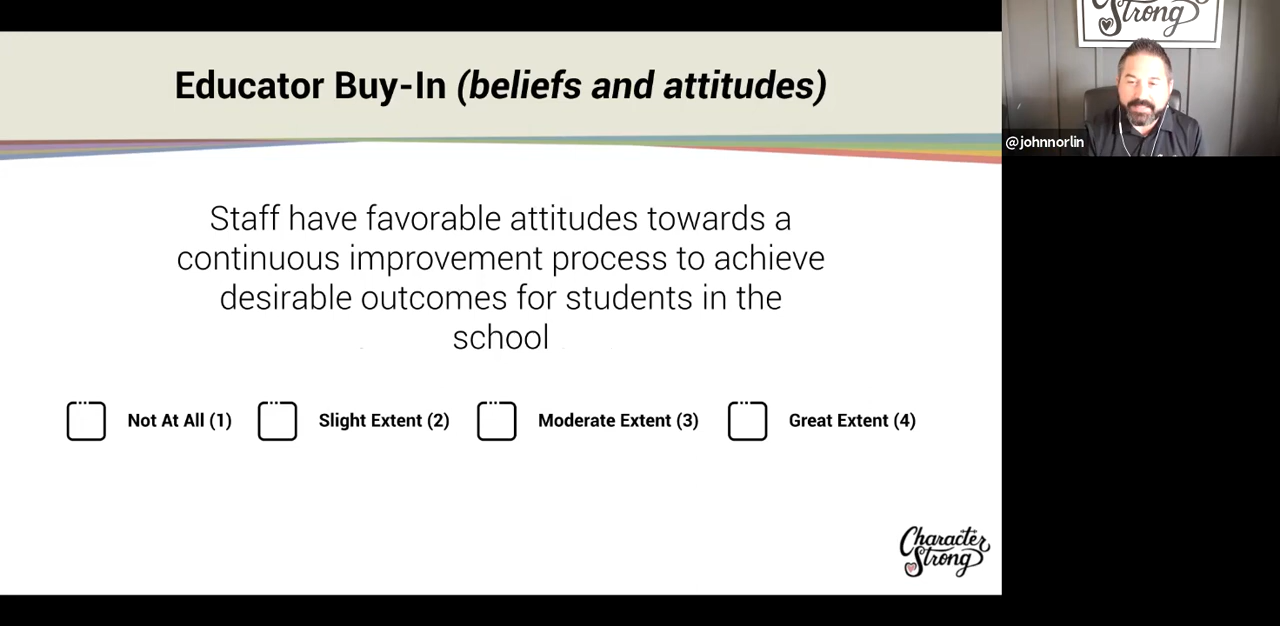 Educator Buy-In (beliefs and attitudes)
Strong
@johnnorlin
Staff have favorable attitudes towards a
continuous improvement process to achieve
desirable outcomes for students in the
school
Not At All (1) Slight Extent (2) Moderate Extent (3) Great Extent (4)
Character
Strong